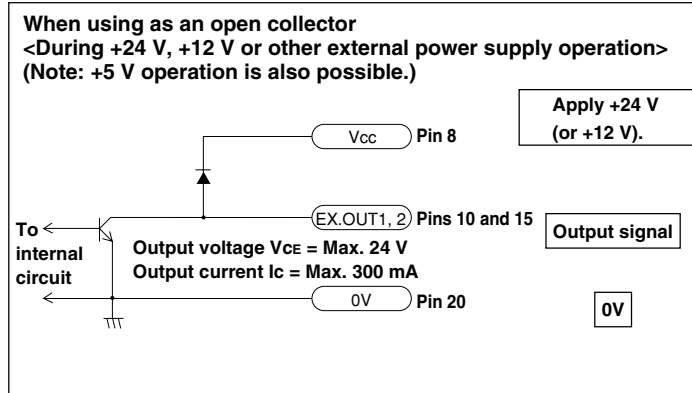 When using as an open collector
<During +24 V, +12 V or other external power supply operation>
(Note: +5 V operation is also possible.)
Apply +24 V
(or +12 V).
Vcc Pin 8
EX.OUT1, 2 Pins 10 and 15
Output signal
To
internal
circuit
Output voltage VCE = Max. 24 V
Output current Ic = Max. 300 mA
0V Pin 20
0V